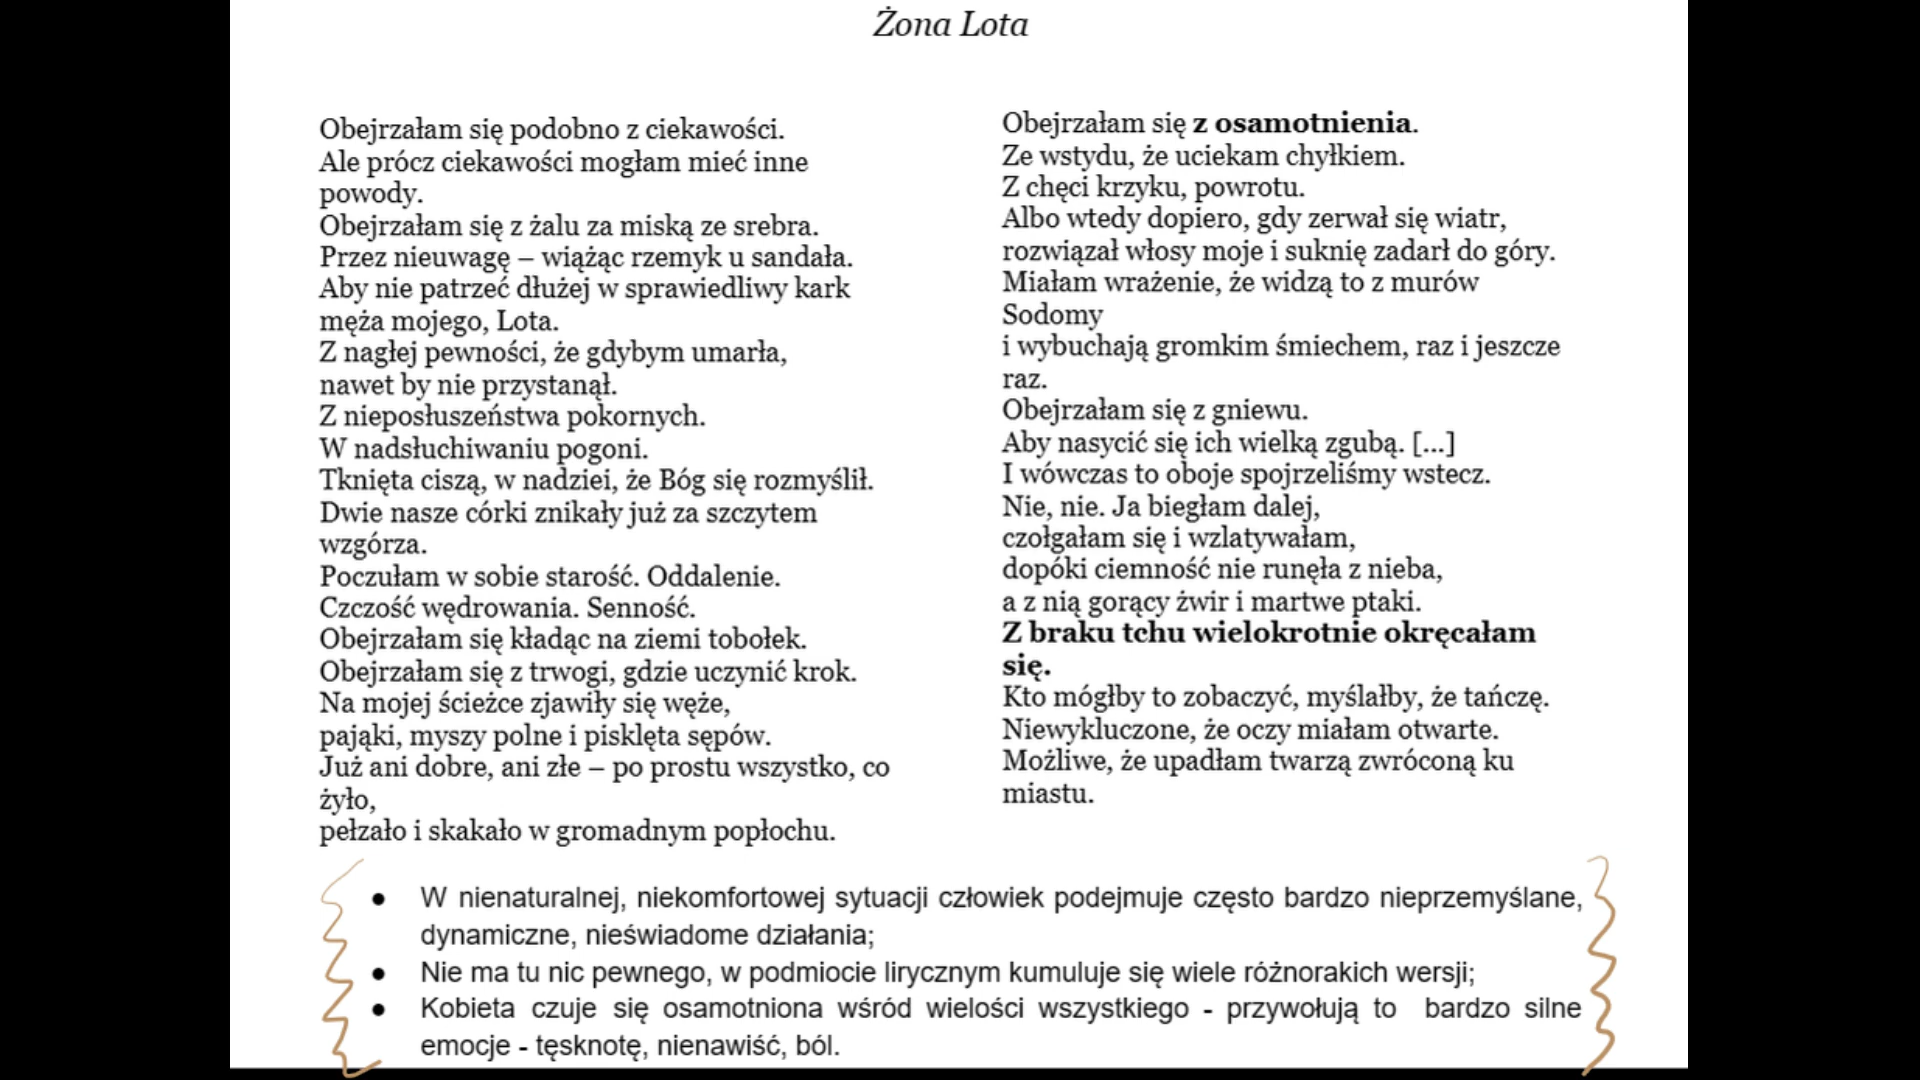 Żona Lota
Obejrzałam się podobno z ciekawości.
Ale prócz ciekawości mogłam mieć inne
powody.
Obejrzałam się z żalu za miską ze srebra.
Przez nieuwagę – wiążąc rzemyk u sandała.
Aby nie patrzeć dłużej w sprawiedliwy kark
męża mojego, Lota.
Z nagłej pewności, że gdybym umarła,
nawet by nie przystanął.
Z nieposłuszeństwa pokornych.
W nadsłuchiwaniu pogoni.
Tknięta ciszą, w nadziei, że Bóg się rozmyślił.
Dwie nasze córki znikały już za szczytem
wzgórza.
Poczułam w sobie starość. Oddalenie.
Czczość wędrowania. Senność.
Obejrzałam się kładąc na ziemi tobołek.
Obejrzałam się z trwogi, gdzie uczynić krok.
Na mojej ścieżce zjawiły się węże,
pająki, myszy polne i pisklęta sępów.
Już ani dobre, ani złe – po prostu wszystko, co
żyło,
pełzało i skakało w gromadnym popłochu.
Obejrzałam się z osamotnienia.
Ze wstydu, że uciekam chyłkiem.
Z chęci krzyku, powrotu.
Albo wtedy dopiero, gdy zerwał się wiatr,
rozwiązał włosy moje i suknię zadarł do góry.
Miałam wrażenie, że widzą to z murów
Sodomy
i wybuchają gromkim śmiechem, raz i jeszcze
raz.
Obejrzałam się z gniewu.
Aby nasycić się ich wielką zgubą. [...]
I wówczas to oboje spojrzeliśmy wstecz.
Nie, nie. Ja biegłam dalej,
czołgałam się i wzlatywałam,
dopóki ciemność nie runęła z nieba,
a z nią gorący żwir i martwe ptaki.
Z braku tchu wielokrotnie okręcałam
się.
Kto mógłby to zobaczyć, myślałby, że tańczę.
Niewykluczone, że oczy miałam otwarte.
Możliwe, że upadłam twarzą zwróconą ku
miastu.
● W nienaturalnej, niekomfortowej sytuacji człowiek podejmuje często bardzo nieprzemyślane,
dynamiczne, nieświadome działania;
● Nie ma tu nic pewnego, w podmiocie lirycznym kumuluje się wiele różnorakich wersji;
● Kobieta czuje się osamotniona wśród wielości wszystkiego - przywołują to bardzo silne
emocje - tęsknotę, nienawiść, ból.